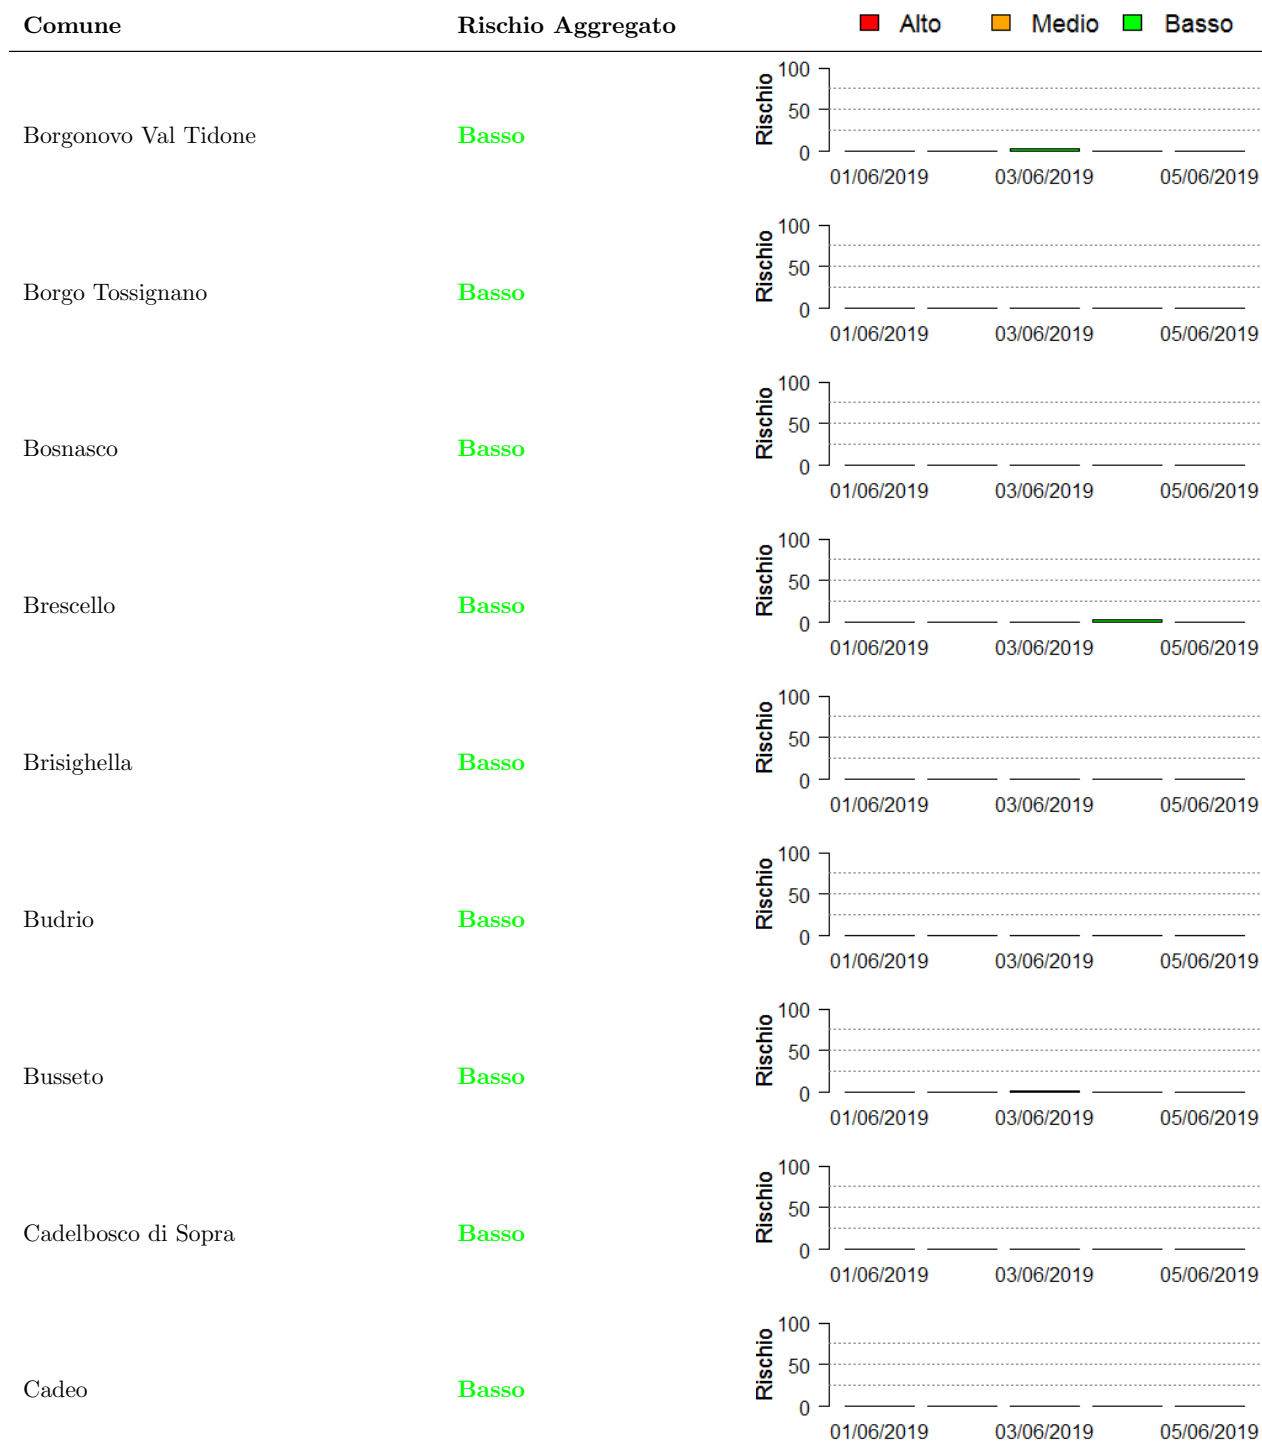 Comune Rischio Aggregato Alto Medio Basso
100
Rischio
50
Borgonovo Val Tidone Basso
0
01/06/2019 03/06/2019 05/06/2019
100
Rischio
50
Borgo Tossignano Basso
0
01/06/2019 03/06/2019 05/06/2019
100
Rischio
50
Bosnasco Basso
0
01/06/2019 03/06/2019 05/06/2019
100
Rischio
50
Brescello Basso
0
01/06/2019 03/06/2019 05/06/2019
100
Rischio
50
Brisighella Basso
0
01/06/2019 03/06/2019 05/06/2019
100
Rischio
50
Budrio Basso
0
01/06/2019 03/06/2019 05/06/2019
100
Rischio
50
Busseto Basso
0
01/06/2019 03/06/2019 05/06/2019
100
Rischio
50
Cadelbosco di Sopra Basso
0
01/06/2019 03/06/2019 05/06/2019
100
Rischio
50
Cadeo Basso
0
01/06/2019 03/06/2019 05/06/2019